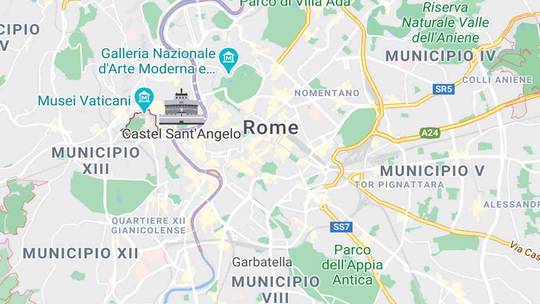 Parco di Villa Ada
Riserva
Naturale Valle
dell'Aniene
CIPIO
Galleria Nazionale
d'Arte Moderna e...
MUNICIPIO IV
COLLI ANIENE
Musei Vaticani
NOMENTANO
SR5
Castel Sant'Angelo
Rome
A24
MUNICIPIO
XIII
MUNICIPIO V
TOR PIGNATTARA
ALESSANDR
QUARTIERE XII
GIANICOLENSE
SS7
MUNICIPIO XII
Via Cas
Parco
dell'Appia
Antica
Garbatella
MUNICIPIO
VIII